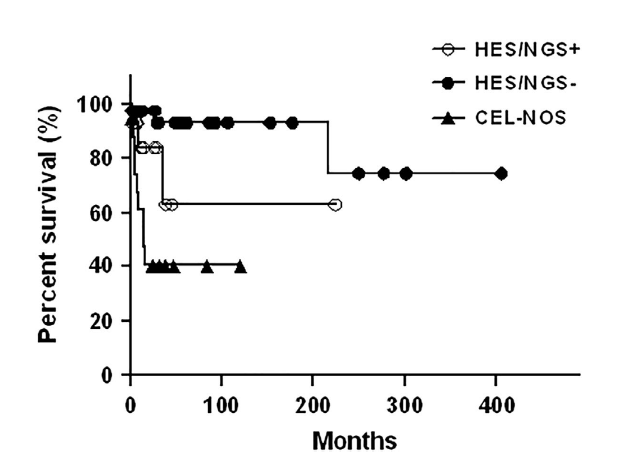 HES/NGS+
HES/NGS-
CEL-NOS
Percent survival (%)
100
80
60
40
20
0
0 100 200 300 400
Months